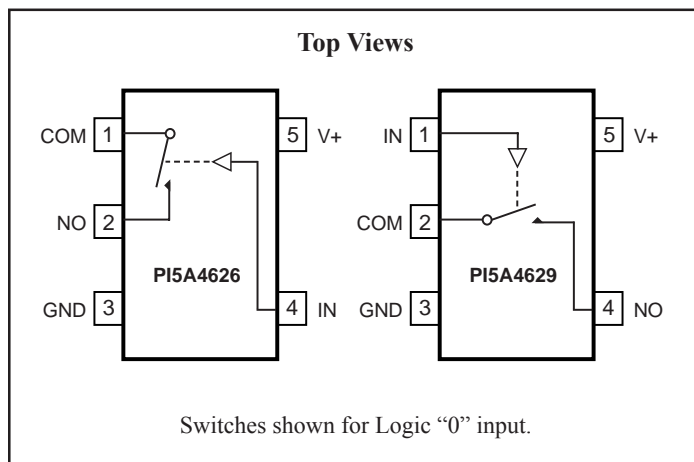 Top Views
COM 1 5 V+
NO 2
PI5A4626
GND 3 4 IN
IN 1 5 V+
COM 2
PI5A4629
GND 3 4 NO
Switches shown for Logic “0” input.